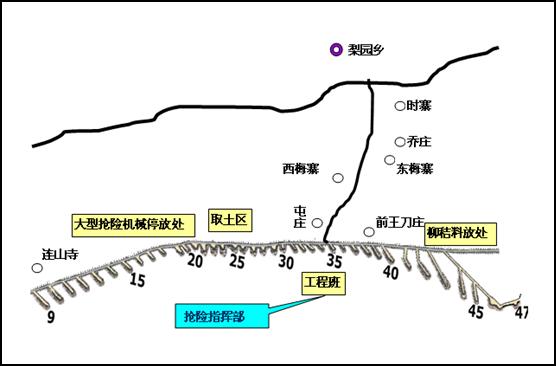 梨园乡
时寨
乔庄
东梅寨
西梅寨
屯
庄
前王刀庄
大型抢险机械停放处
取土区
柳秸料放处
连山寺
9
15
20
25
30
35
40
45
47
工程班
抢险指挥部